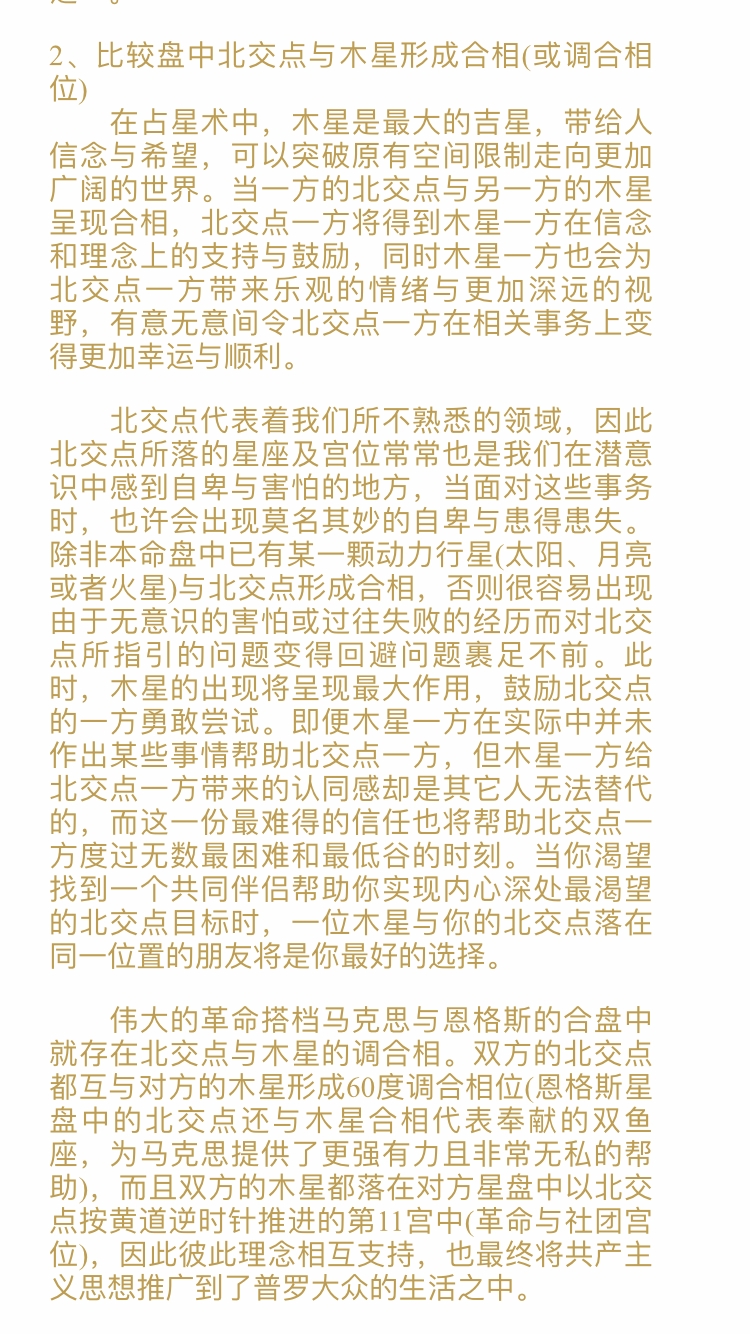 2、比较盘中北交点与木星形成合相(或调合相
位)
在占星术中，木星是最大的吉星，带给人
信念与希望，可以突破原有空间限制走向更加
广阔的世界。当一方的北交点与另一方的木星
呈现合相，北交点一方将得到木星一方在信念
和理念上的支持与鼓励，同时木星一方也会为
北交点一方带来乐观的情绪与更加深远的视
野，有意无意间令北交点一方在相关事务上变
得更加幸运与顺利。
北交点代表着我们所不熟悉的领域，因此
北交点所落的星座及宫位常常也是我们在潜意
识中感到自卑与害怕的地方，当面对这些事务
时，也许会出现莫名其妙的自卑与患得患失。
除非本命盘中已有某一颗动力行星(太阳、月亮
或者火星)与北交点形成合相，否则很容易出现
由于无意识的害怕或过往失败的经历而对北交
点所指引的问题变得回避问题裹足不前。此
时，木星的出现将呈现最大作用，鼓励北交点
的一方勇敢尝试。即便木星一方在实际中并未
作出某些事情帮助北交点一方，但木星一方给
北交点一方带来的认同感却是其它人无法替代
的，而这一份最难得的信任也将帮助北交点一
方度过无数最困难和最低谷的时刻。当你渴望
找到一个共同伴侣帮助你实现内心深处最渴望
的北交点目标时，一位木星与你的北交点落在
同一位置的朋友将是你最好的选择。
伟大的革命搭档马克思与恩格斯的合盘中
就存在北交点与木星的调合相。双方的北交点
都互与对方的木星形成60度调合相位(恩格斯星
盘中的北交点还与木星合相代表奉献的双鱼
座，为马克思提供了更强有力且非常无私的帮
助)，而且双方的木星都落在对方星盘中以北交
点按黄道逆时针推进的第11宫中(革命与社团宫
位)，因此彼此理念相互支持，也最终将共产主
义思想推广到了普罗大众的生活之中。